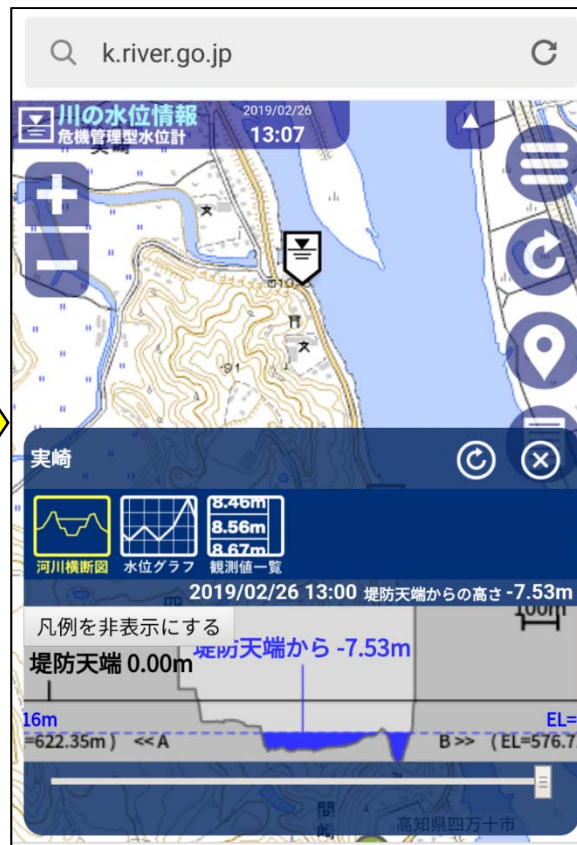 k.river.go.jp
川の水位情報
危機管理型水位計
2019/02/26
13:07
実崎
91
実崎
8.46m
8.56m
8.67m
河川横断図
水位グラフ
観測値一覧
2019/02/26 13:00 堤防天端からの高さ -7.53m
100m
凡例を非表示にする
堤防天端から -7.53m
堤防天端 0.00m
16m
EL=
=622.35m) <<A
B>> (EL=576.7
高知県四万十市